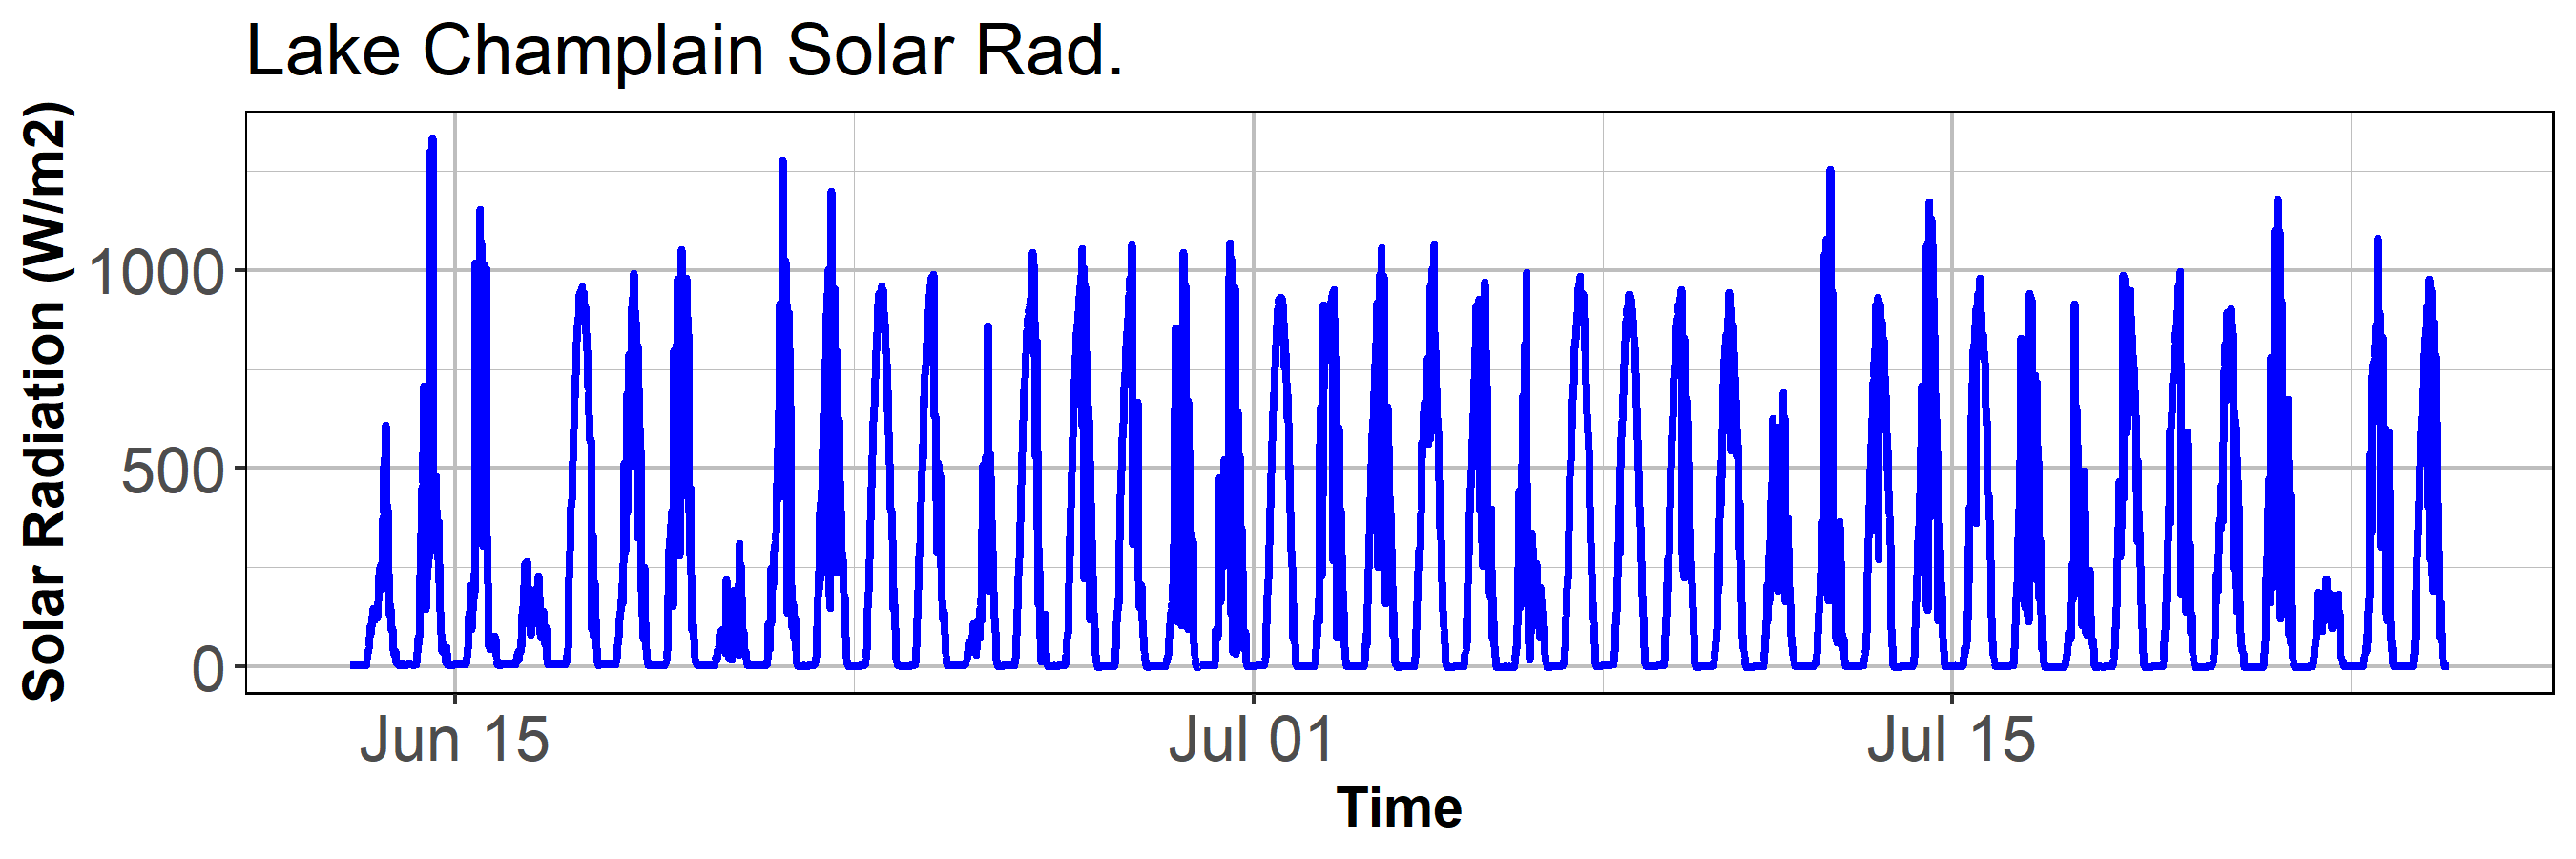 Lake Champlain Solar Rad.
Solar Radiation (W/m2)
1000
500
0
Jun 15
Jul 01
Jul 15
Time